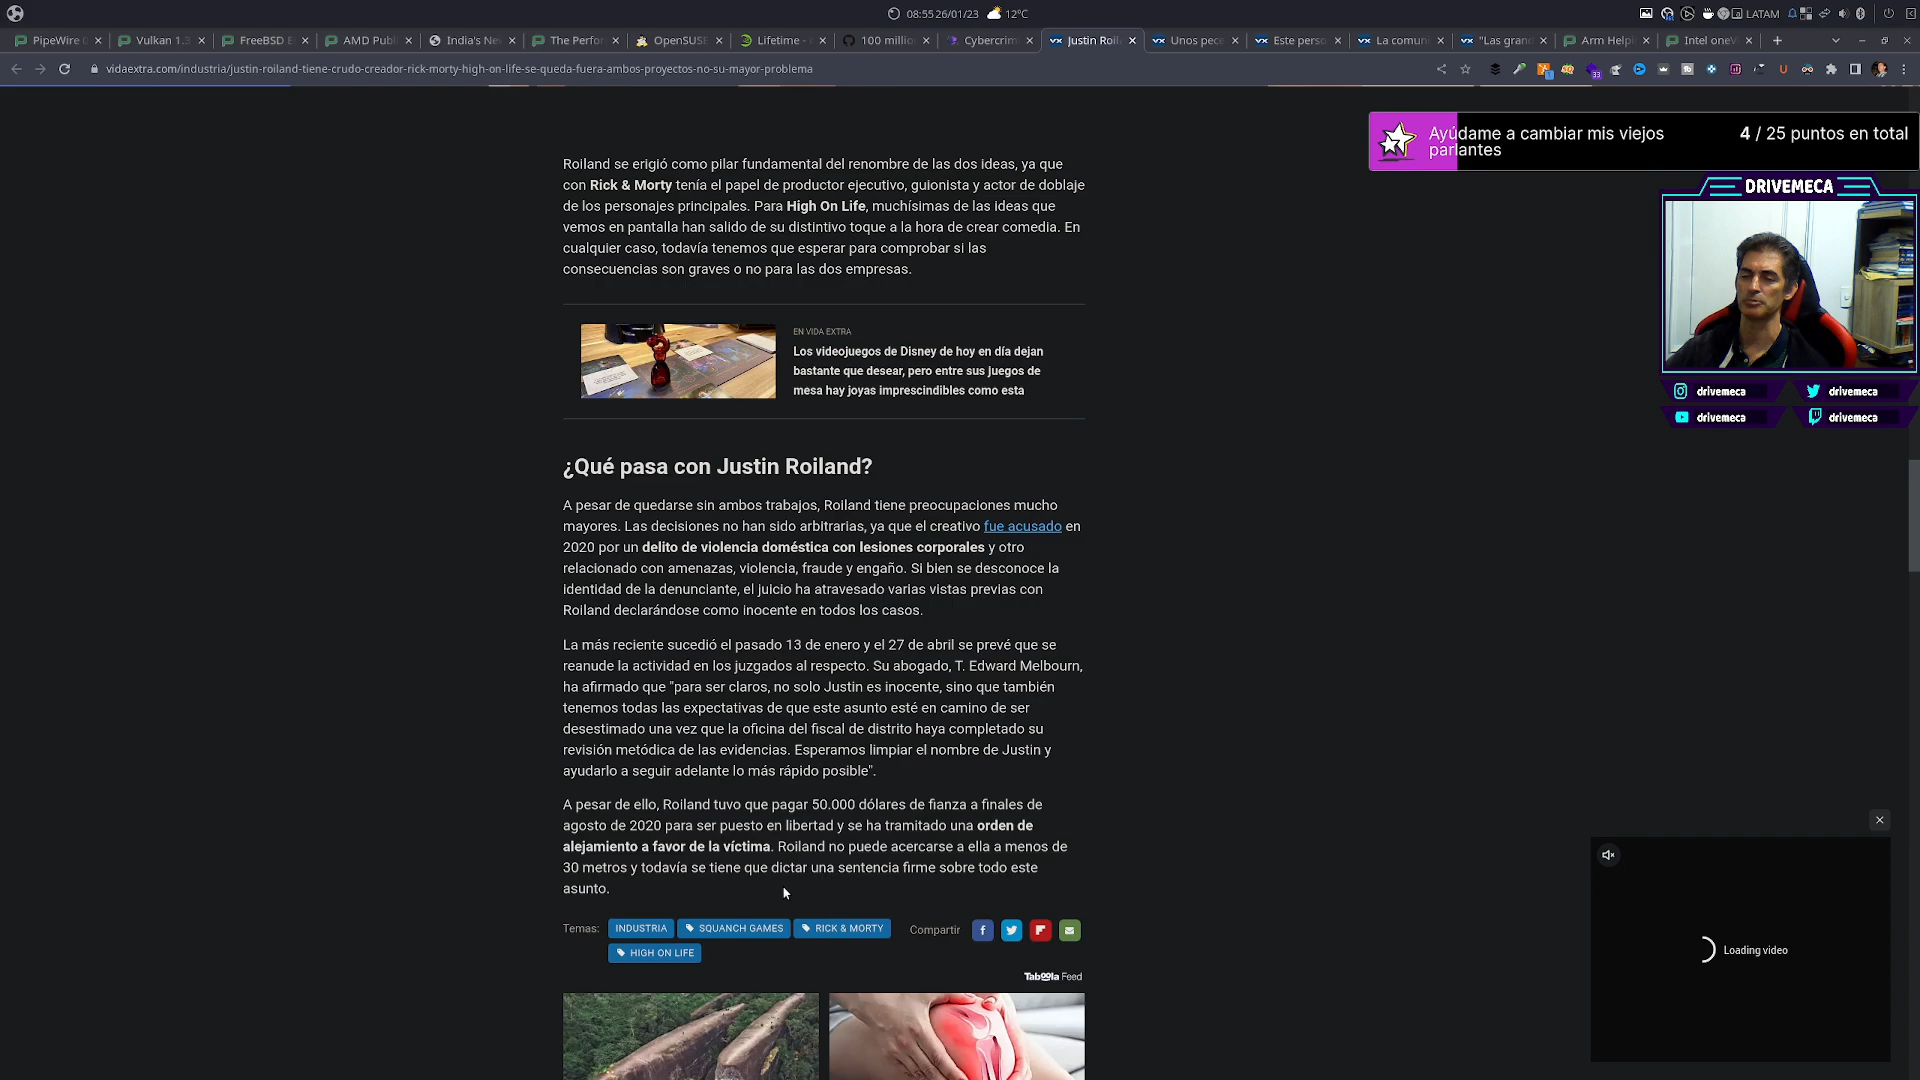 08:55 26/01/23 12°C
LATAM
PipeWire 0
Vulkan 1.3
FreeBSD E
AMD Publ
India's Ne
The Perfor
OpenSUSE
Lifetime -
100 millio
Cybercrim
Justin Roil
Unos pece
Este perso
La comuni
"Las grand
Arm Helpi
Intel oneV
vidaextra.com/industria/justin-roiland-tiene-crudo-creador-rick-morty-high-on-life-se-queda-fuera-ambos-proyectos-no-su-mayor-problema
Ayúdame a cambiar mis viejos
parlantes
4 / 25 puntos en total
DRIVEMECA
drivemeca
drivemeca
drivemeca
drivemeca
Roiland se erigió como pilar fundamental del renombre de las dos ideas, ya que
con Rick & Morty tenía el papel de productor ejecutivo, guionista y actor de doblaje
de los personajes principales. Para High On Life, muchísimas de las ideas que
vemos en pantalla han salido de su distintivo toque a la hora de crear comedia. En
cualquier caso, todavía tenemos que esperar para comprobar si las
consecuencias son graves o no para las dos empresas.
EN VIDA EXTRA
Los videojuegos de Disney de hoy en día dejan
bastante que desear, pero entre sus juegos de
mesa hay joyas imprescindibles como esta
¿Qué pasa con Justin Roiland?
A pesar de quedarse sin ambos trabajos, Roiland tiene preocupaciones mucho
mayores. Las decisiones no han sido arbitrarias, ya que el creativo fue acusado en
2020 por un delito de violencia doméstica con lesiones corporales y otro
relacionado con amenazas, violencia, fraude y engaño. Si bien se desconoce la
identidad de la denunciante, el juicio ha atravesado varias vistas previas con
Roiland declarándose como inocente en todos los casos.
La más reciente sucedió el pasado 13 de enero y el 27 de abril se prevé que se
reanude la actividad en los juzgados al respecto. Su abogado, T. Edward Melbourn,
ha afirmado que "para ser claros, no solo Justin es inocente, sino que también
tenemos todas las expectativas de que este asunto esté en camino de ser
desestimado una vez que la oficina del fiscal de distrito haya completado su
revisión metódica de las evidencias. Esperamos limpiar el nombre de Justin y
ayudarlo a seguir adelante lo más rápido posible".
A pesar de ello, Roiland tuvo que pagar 50.000 dólares de fianza a finales de
agosto de 2020 para ser puesto en libertad y se ha tramitado una orden de
alejamiento a favor de la víctima. Roiland no puede acercarse a ella a menos de
30 metros y todavía se tiene que dictar una sentencia firme sobre todo este
asunto.
Temas: INDUSTRIA SQUANCH GAMES RICK & MORTY
HIGH ON LIFE
Compartir
Taboola Feed
Loading video